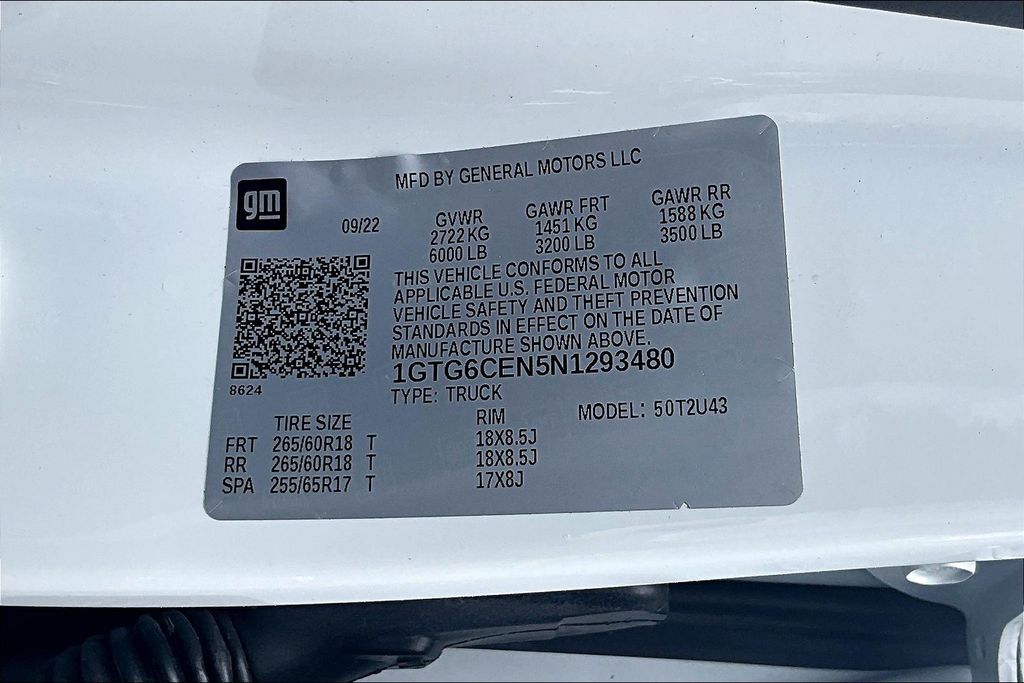 MFD BY GENERAL MOTORS LLC
gm
09/22
GVWR GAWR FRT GAWR RR
2722 KG 1451 KG 1588 KG
6000 LB 3200 LB 3500 LB
THIS VEHICLE CONFORMS TO ALL
APPLICABLE U.S. FEDERAL MOTOR
VEHICLE SAFETY AND THEFT PREVENTION
STANDARDS IN EFFECT ON THE DATE OF
MANUFACTURE SHOWN ABOVE.
8624
1GTG6CEN5N1293480
TYPE: TRUCK
MODEL: 50T2U43
TIRE SIZE RIM
FRT 265/60R18 T 18X8.5J
RR 265/60R18 T 18X8.5J
SPA 255/65R17 T 17X8J